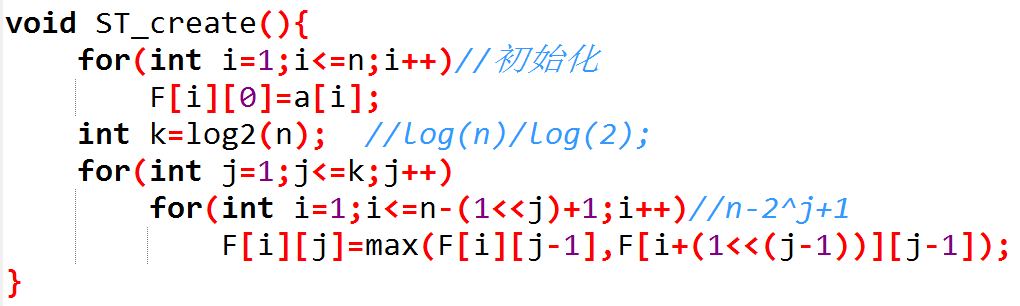 void ST_create(){
    for(int i=1;i<=n;i++)//初始化
        F[i][0]=a[i];
    int k=log2(n);  //log(n)/log(2);
    for(int j=1;j<=k;j++)
        for(int i=1;i<=n-(1<<j)+1;i++)//n-2^j+1
            F[i][j]=max(F[i][j-1],F[i+(1<<(j-1))][j-1]);
}